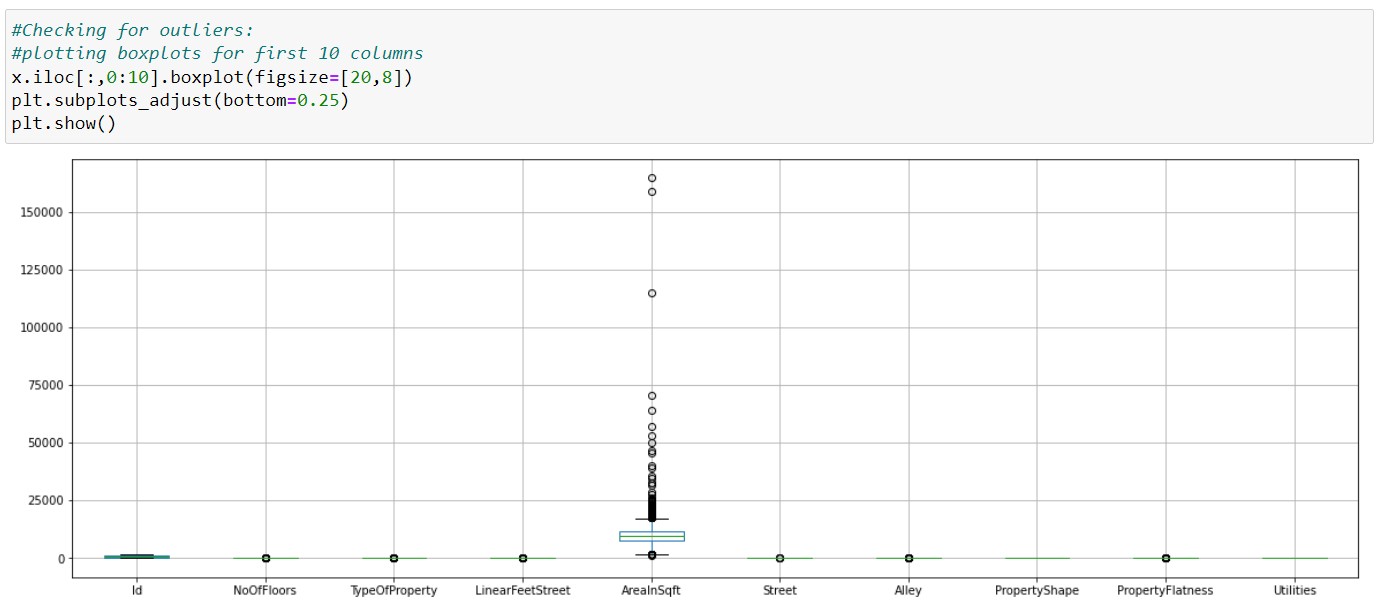 #Checking for outliers:
#plotting boxplots for first 10 columns
x.iloc[:,0:10].boxplot(figsize=[20,8])
plt.subplots_adjust(bottom=0.25)
plt.show()
150000
125000
100000
75000
50000
25000
0
Id NoOfFloors TypeOfProperty LinearFeetStreet AreaInSqft Street Alley PropertyShape PropertyFlatness Utilities